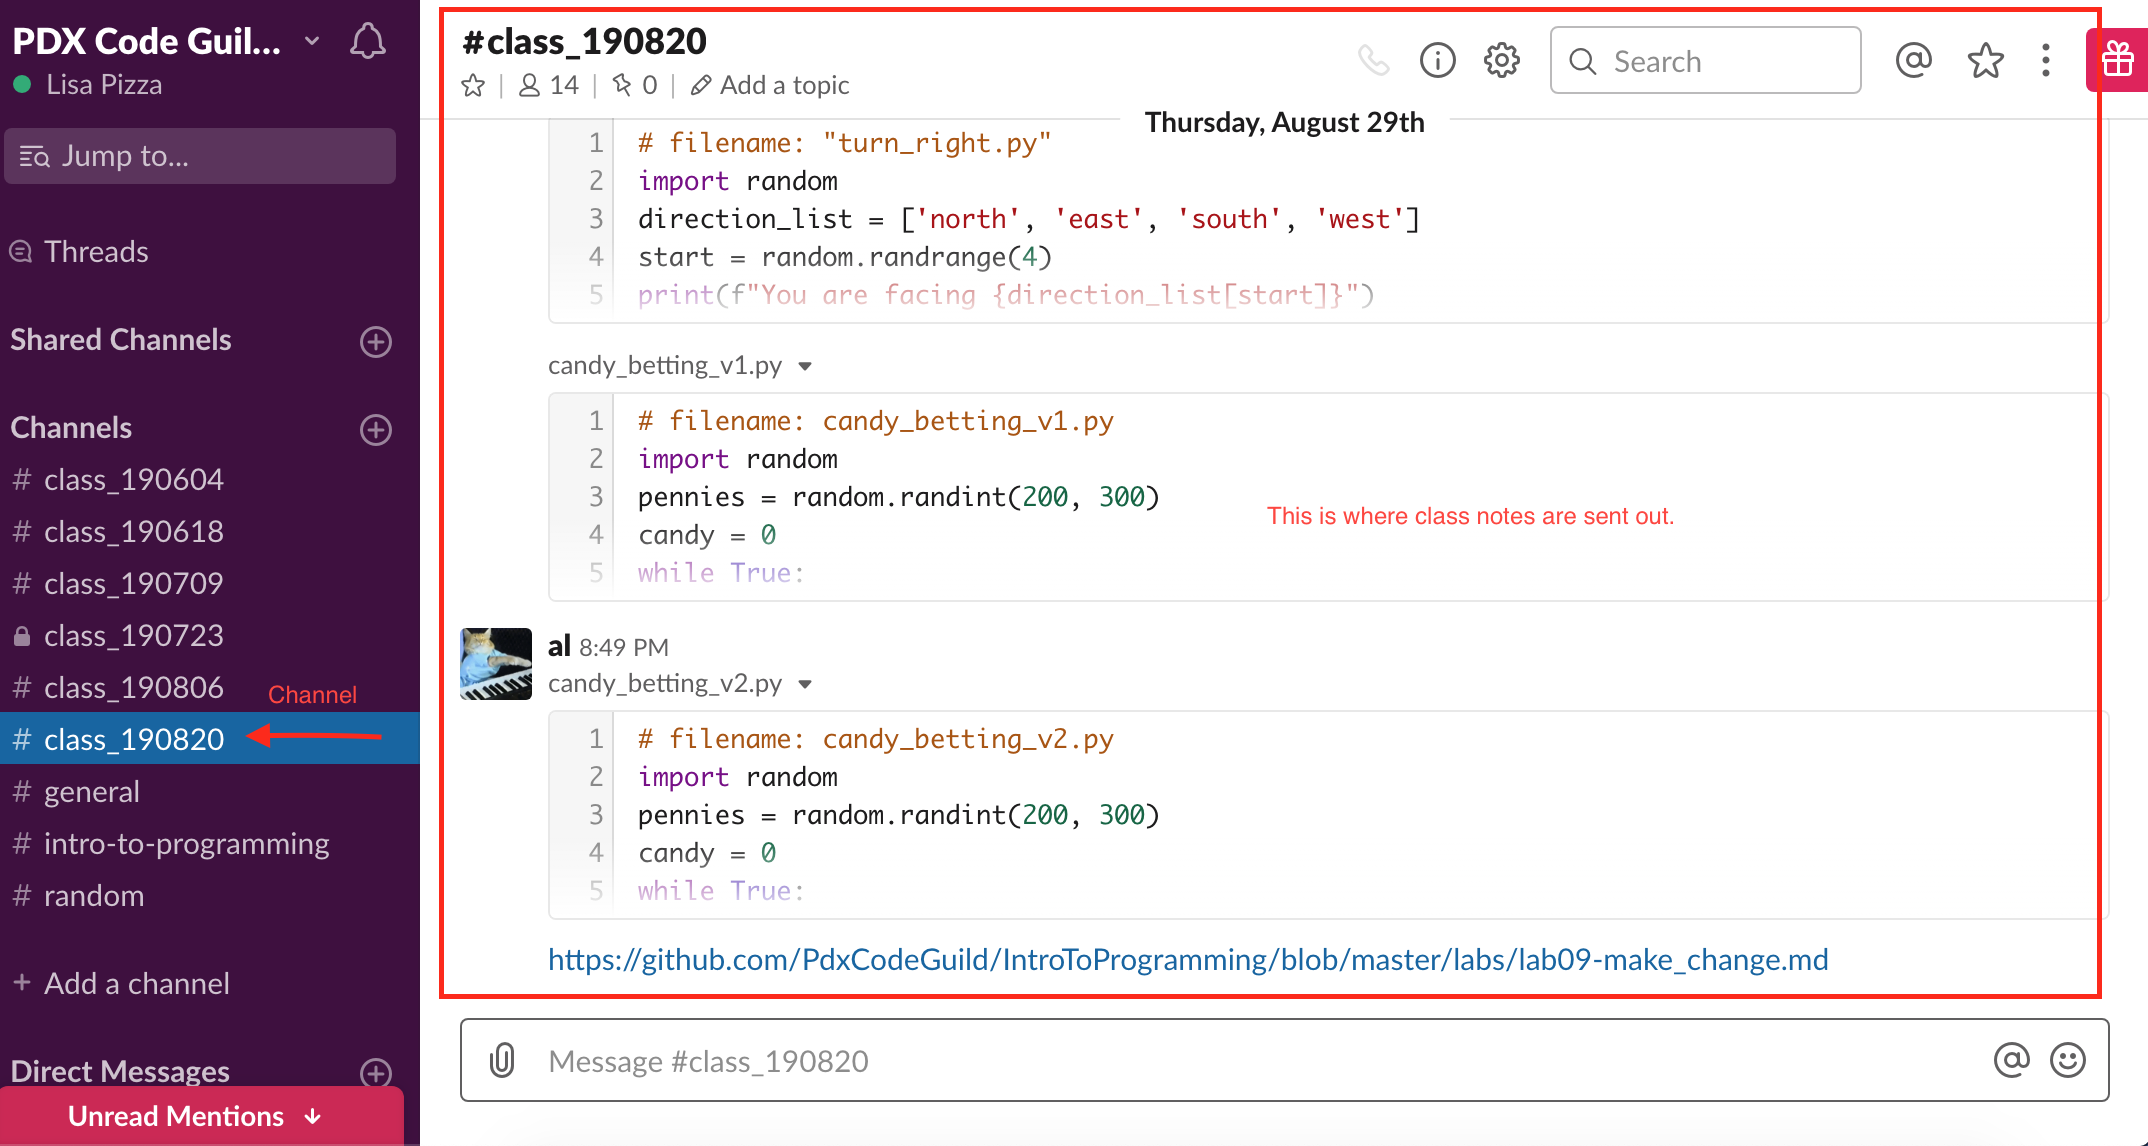 PDX Code Guil...
Lisa Pizza
Jump to...
Threads
Shared Channels
Channels
# class_190604
# class_190618
# class_190709
class_190723
# class_190806
Channel
# class_190820
# general
# intro-to-programming
# random
+ Add a channel
Direct Messages
Unread Mentions ↓
#class_190820
| 14 | 0 | Add a topic
Search
Thursday, August 29th
1 # filename: "turn_right.py"
2 import random
3 direction_list = ['north', 'east', 'south', 'west']
4 start = random.randrange(4)
5 print(f"You are facing {direction_list[start]}")
candy_betting_v1.py
1 # filename: candy_betting_v1.py
2 import random
3 pennies = random.randint(200, 300)
4 candy = 0
5 while True:
This is where class notes are sent out.
al 8:49 PM
candy_betting_v2.py
1 # filename: candy_betting_v2.py
2 import random
3 pennies = random.randint(200, 300)
4 candy = 0
5 while True:
https://github.com/PdxCodeGuild/IntroToProgramming/blob/master/labs/lab09-make_change.md
Message #class_190820